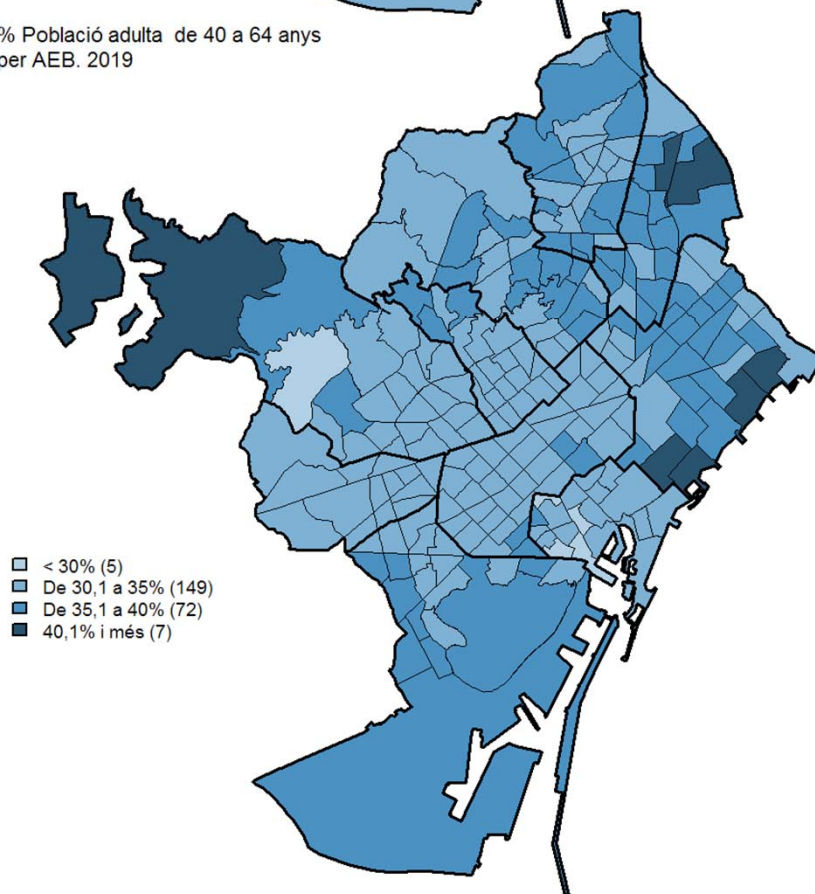 % Població adulta de 40 a 64 anys
per AEB. 2019
< 30% (5)
De 30,1 a 35% (149)
De 35,1 a 40% (72)
40,1% i més (7)